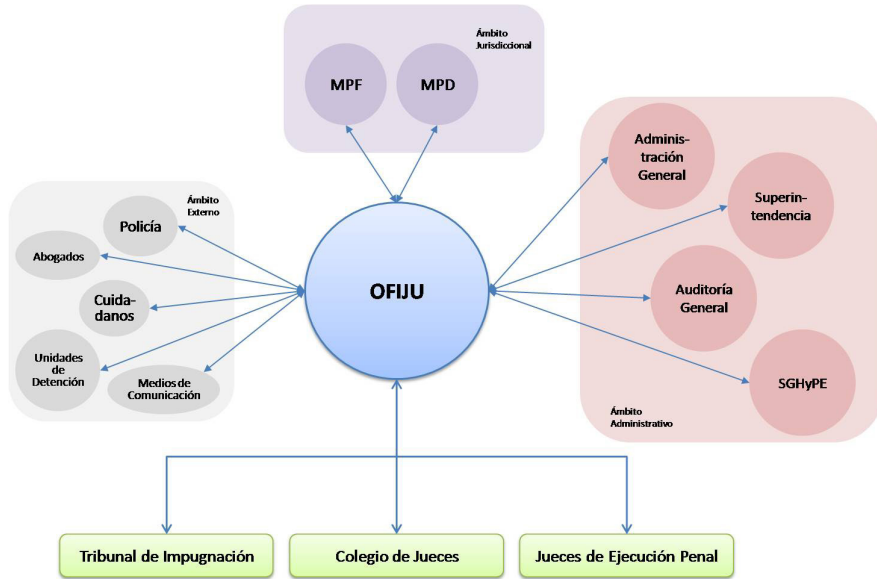 Ámbito
Jurisdiccional
MPF
MPD
Adminis-
tración
General
Superin-
tendencia
Auditoría
General
SGHyPE
Ámbito
Administrativo
Ámbito
Externo
Policía
Abogados
Cuida-
danos
Unidades
de
Detención
Medios de
Comunicación
OFIJU
Tribunal de Impugnación
Colegio de Jueces
Jueces de Ejecución Penal